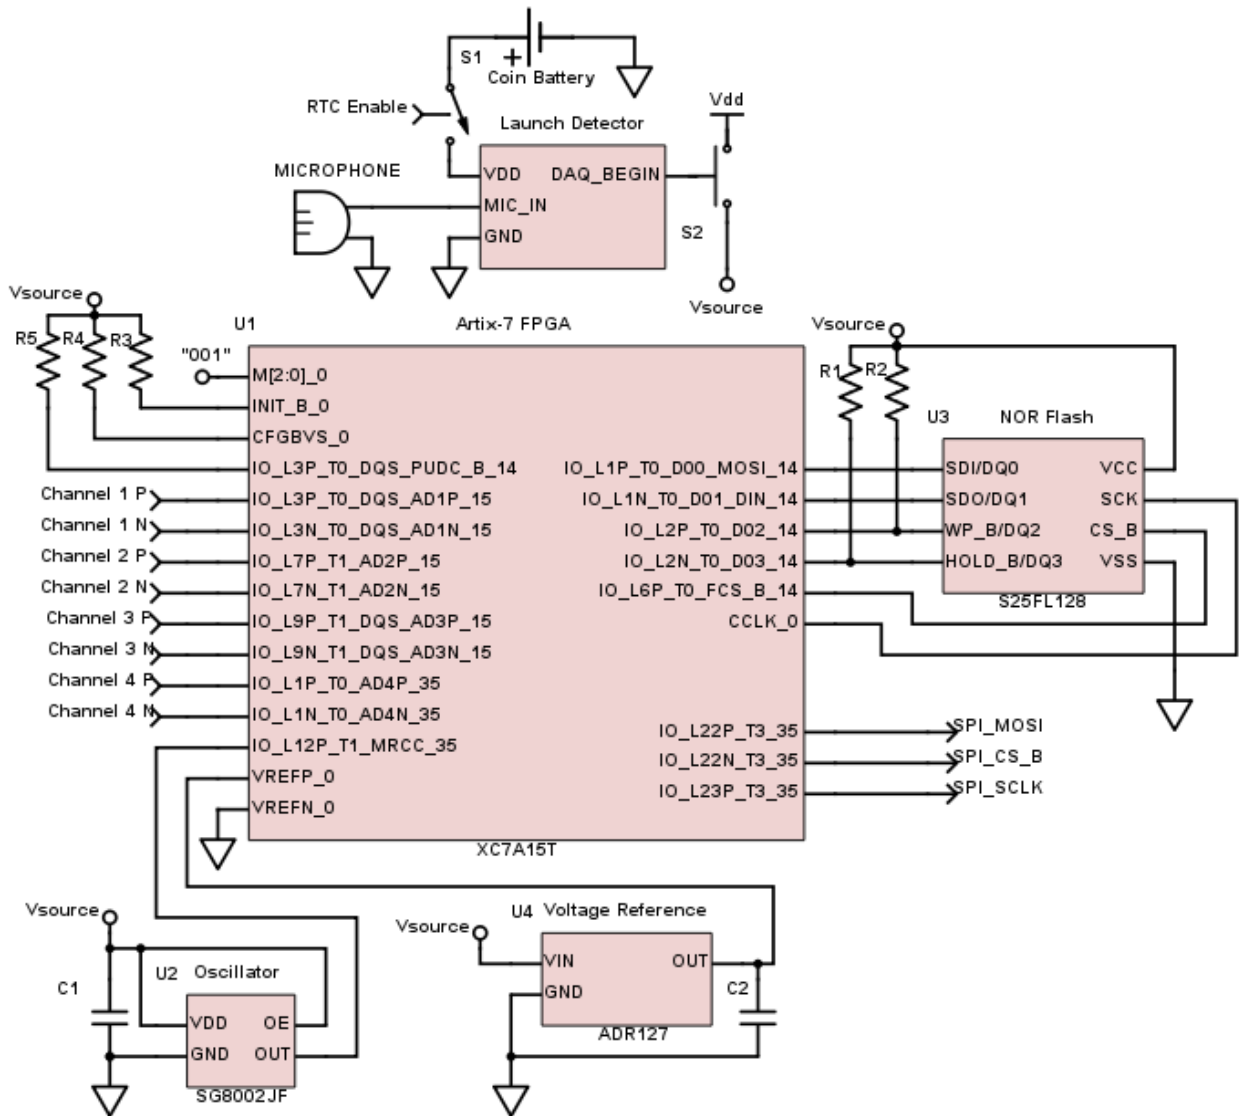 S1
+
Coin Battery
RTC Enable
Vdd
Launch Detector
MICROPHONE
VDD DAQ_BEGIN
MIC_IN
GND
S2
Vsource
Vsource
U1 Artix-7 FPGA
Vsource
R5 R4 R3
"001"
M[2:0]_0
INIT_B_0
CFGBVS_0
IO_L3P_T0_DQS_PUDC_B_14
Channel 1 P IO_L3P_T0_DQS_AD1P_15
Channel 1 N IO_L3N_T0_DQS_AD1N_15
Channel 2 P IO_L7P_T1_AD2P_15
Channel 2 N IO_L7N_T1_AD2N_15
Channel 3 P IO_L9P_T1_DQS_AD3P_15
Channel 3 N IO_L9N_T1_DQS_AD3N_15
Channel 4 P IO_L1P_T0_AD4P_35
Channel 4 N IO_L1N_T0_AD4N_35
IO_L12P_T1_MRCC_35
VREFP_0
VREFN_0
IO_L1P_T0_D00_MOSI_14
IO_L1N_T0_D01_DIN_14
IO_L2P_T0_D02_14
IO_L2N_T0_D03_14
IO_L6P_T0_FCS_B_14
CCLK_0
IO_L22P_T3_35 SPI_MOSI
IO_L22N_T3_35 SPI_CS_B
IO_L23P_T3_35 SPI_SCLK
XC7A15T
R1 R2
U3 NOR Flash
SDI/DQ0 VCC
SDO/DQ1 SCK
WP_B/DQ2 CS_B
HOLD_B/DQ3 VSS
S25FL128
Vsource
C1
U2 Oscillator
VDD OE
GND OUT
SG8002JF
Vsource
U4 Voltage Reference
VIN OUT
GND
C2
ADR127